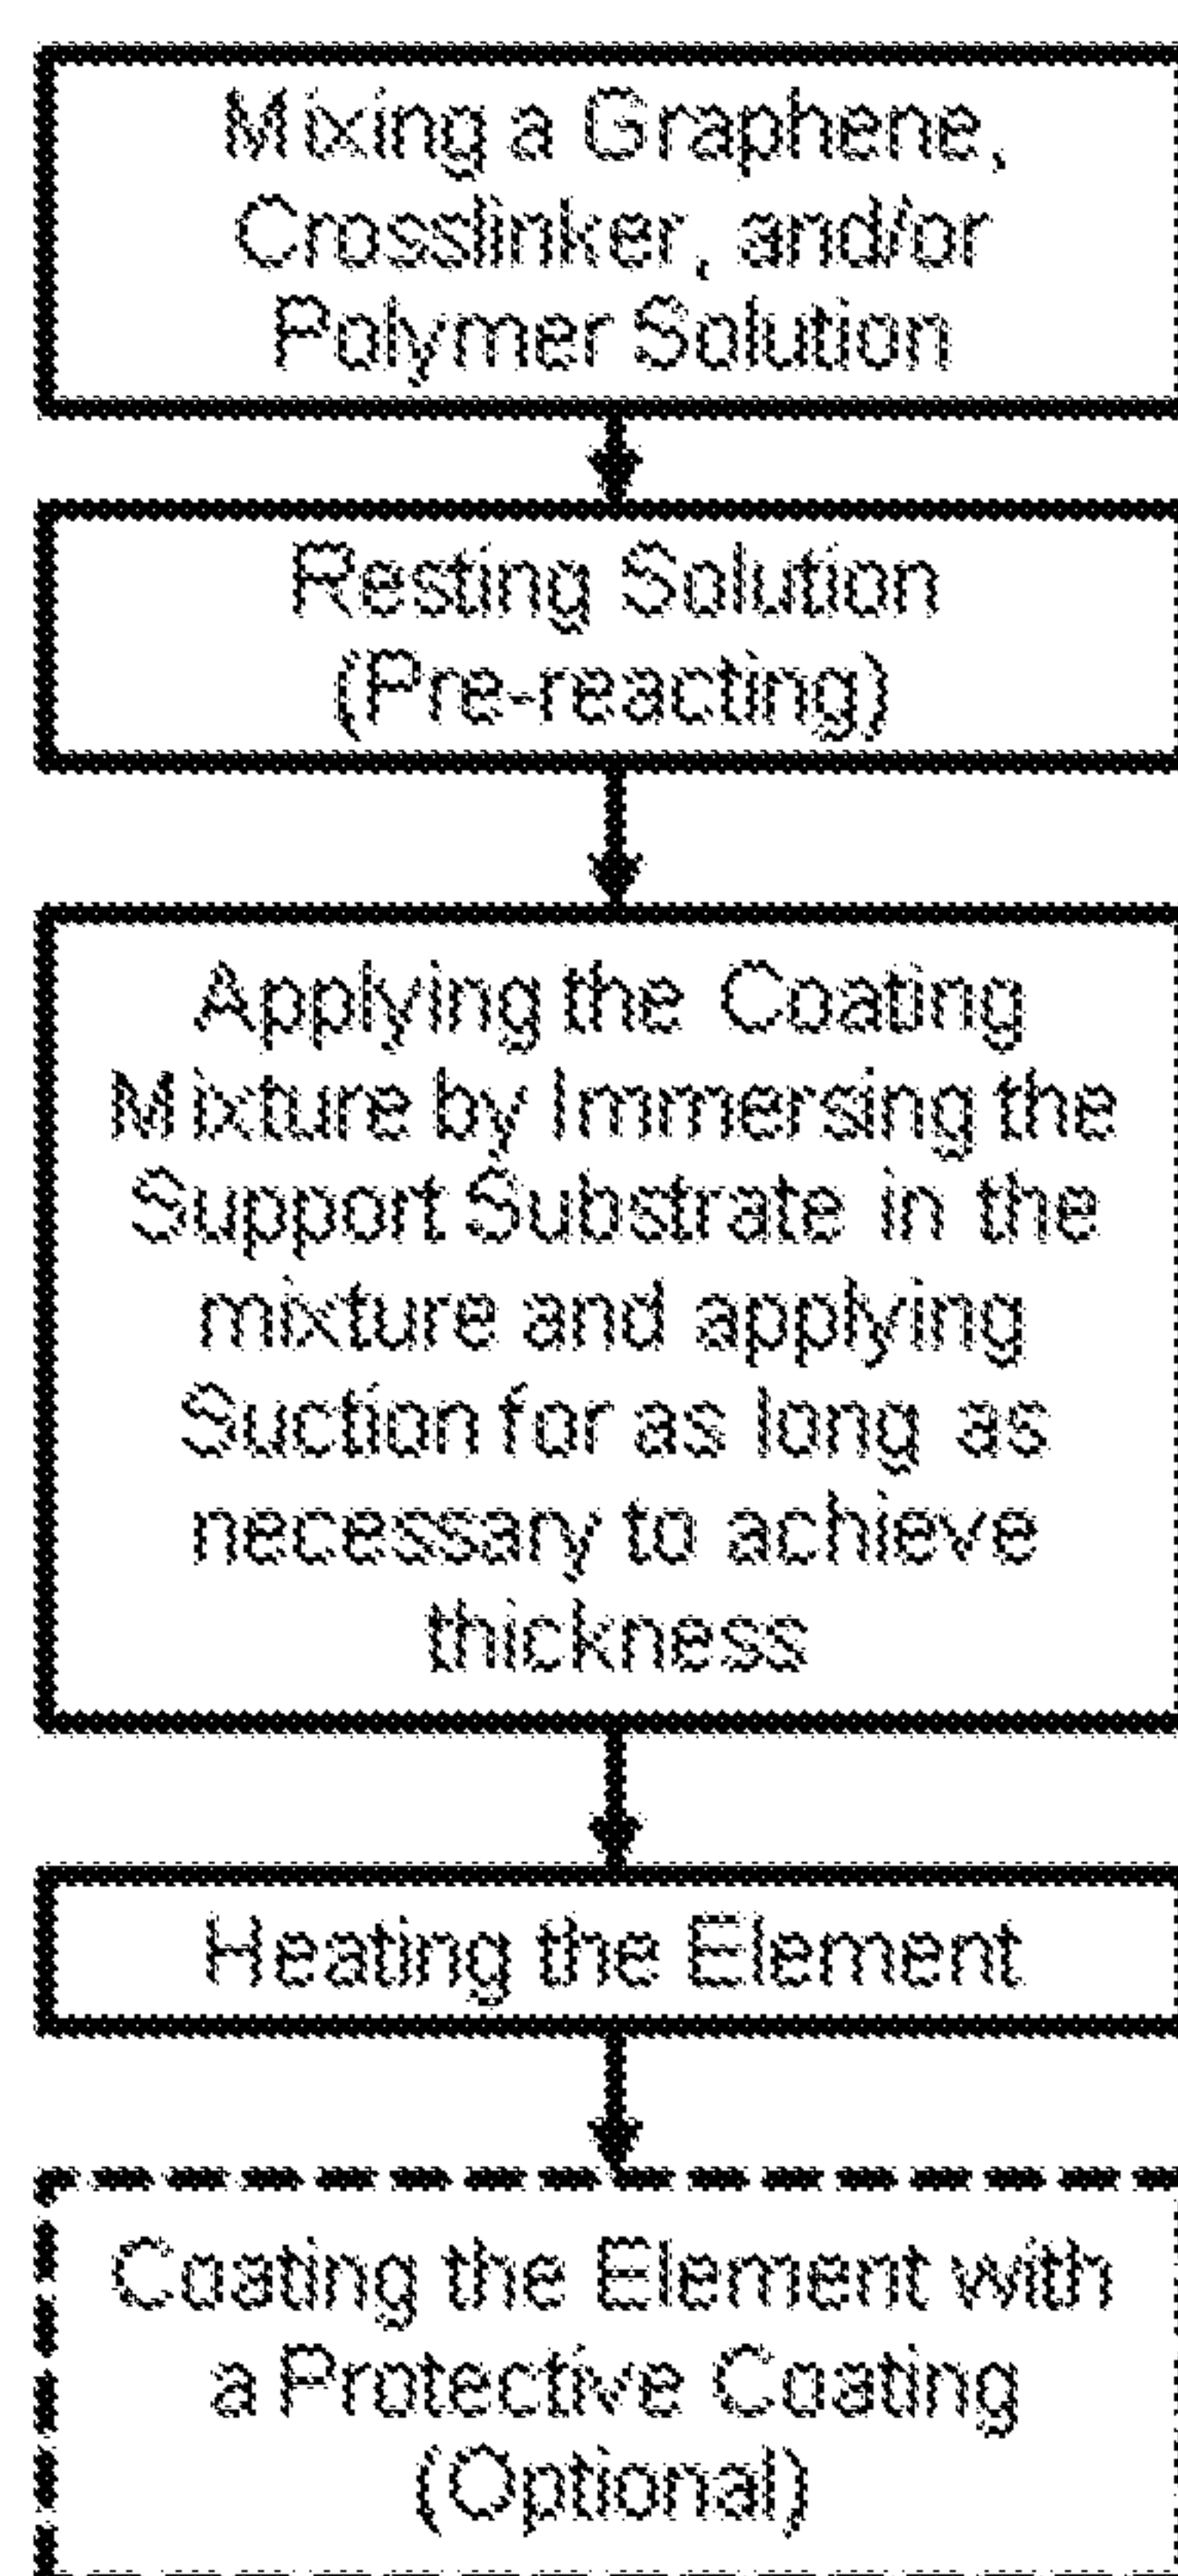 Mixing a Graphene,
Crosslinker, and/or
Polymer Solution
Resting Solution
(Pre-reacting)
Applying the Coating
Mixture by Immersing the
Support Substrate in the
mixture and applying
Suction for as long as
necessary to achieve
thickness
Heating the Element
Coating the Element with
a Protective Coating
(Optional)